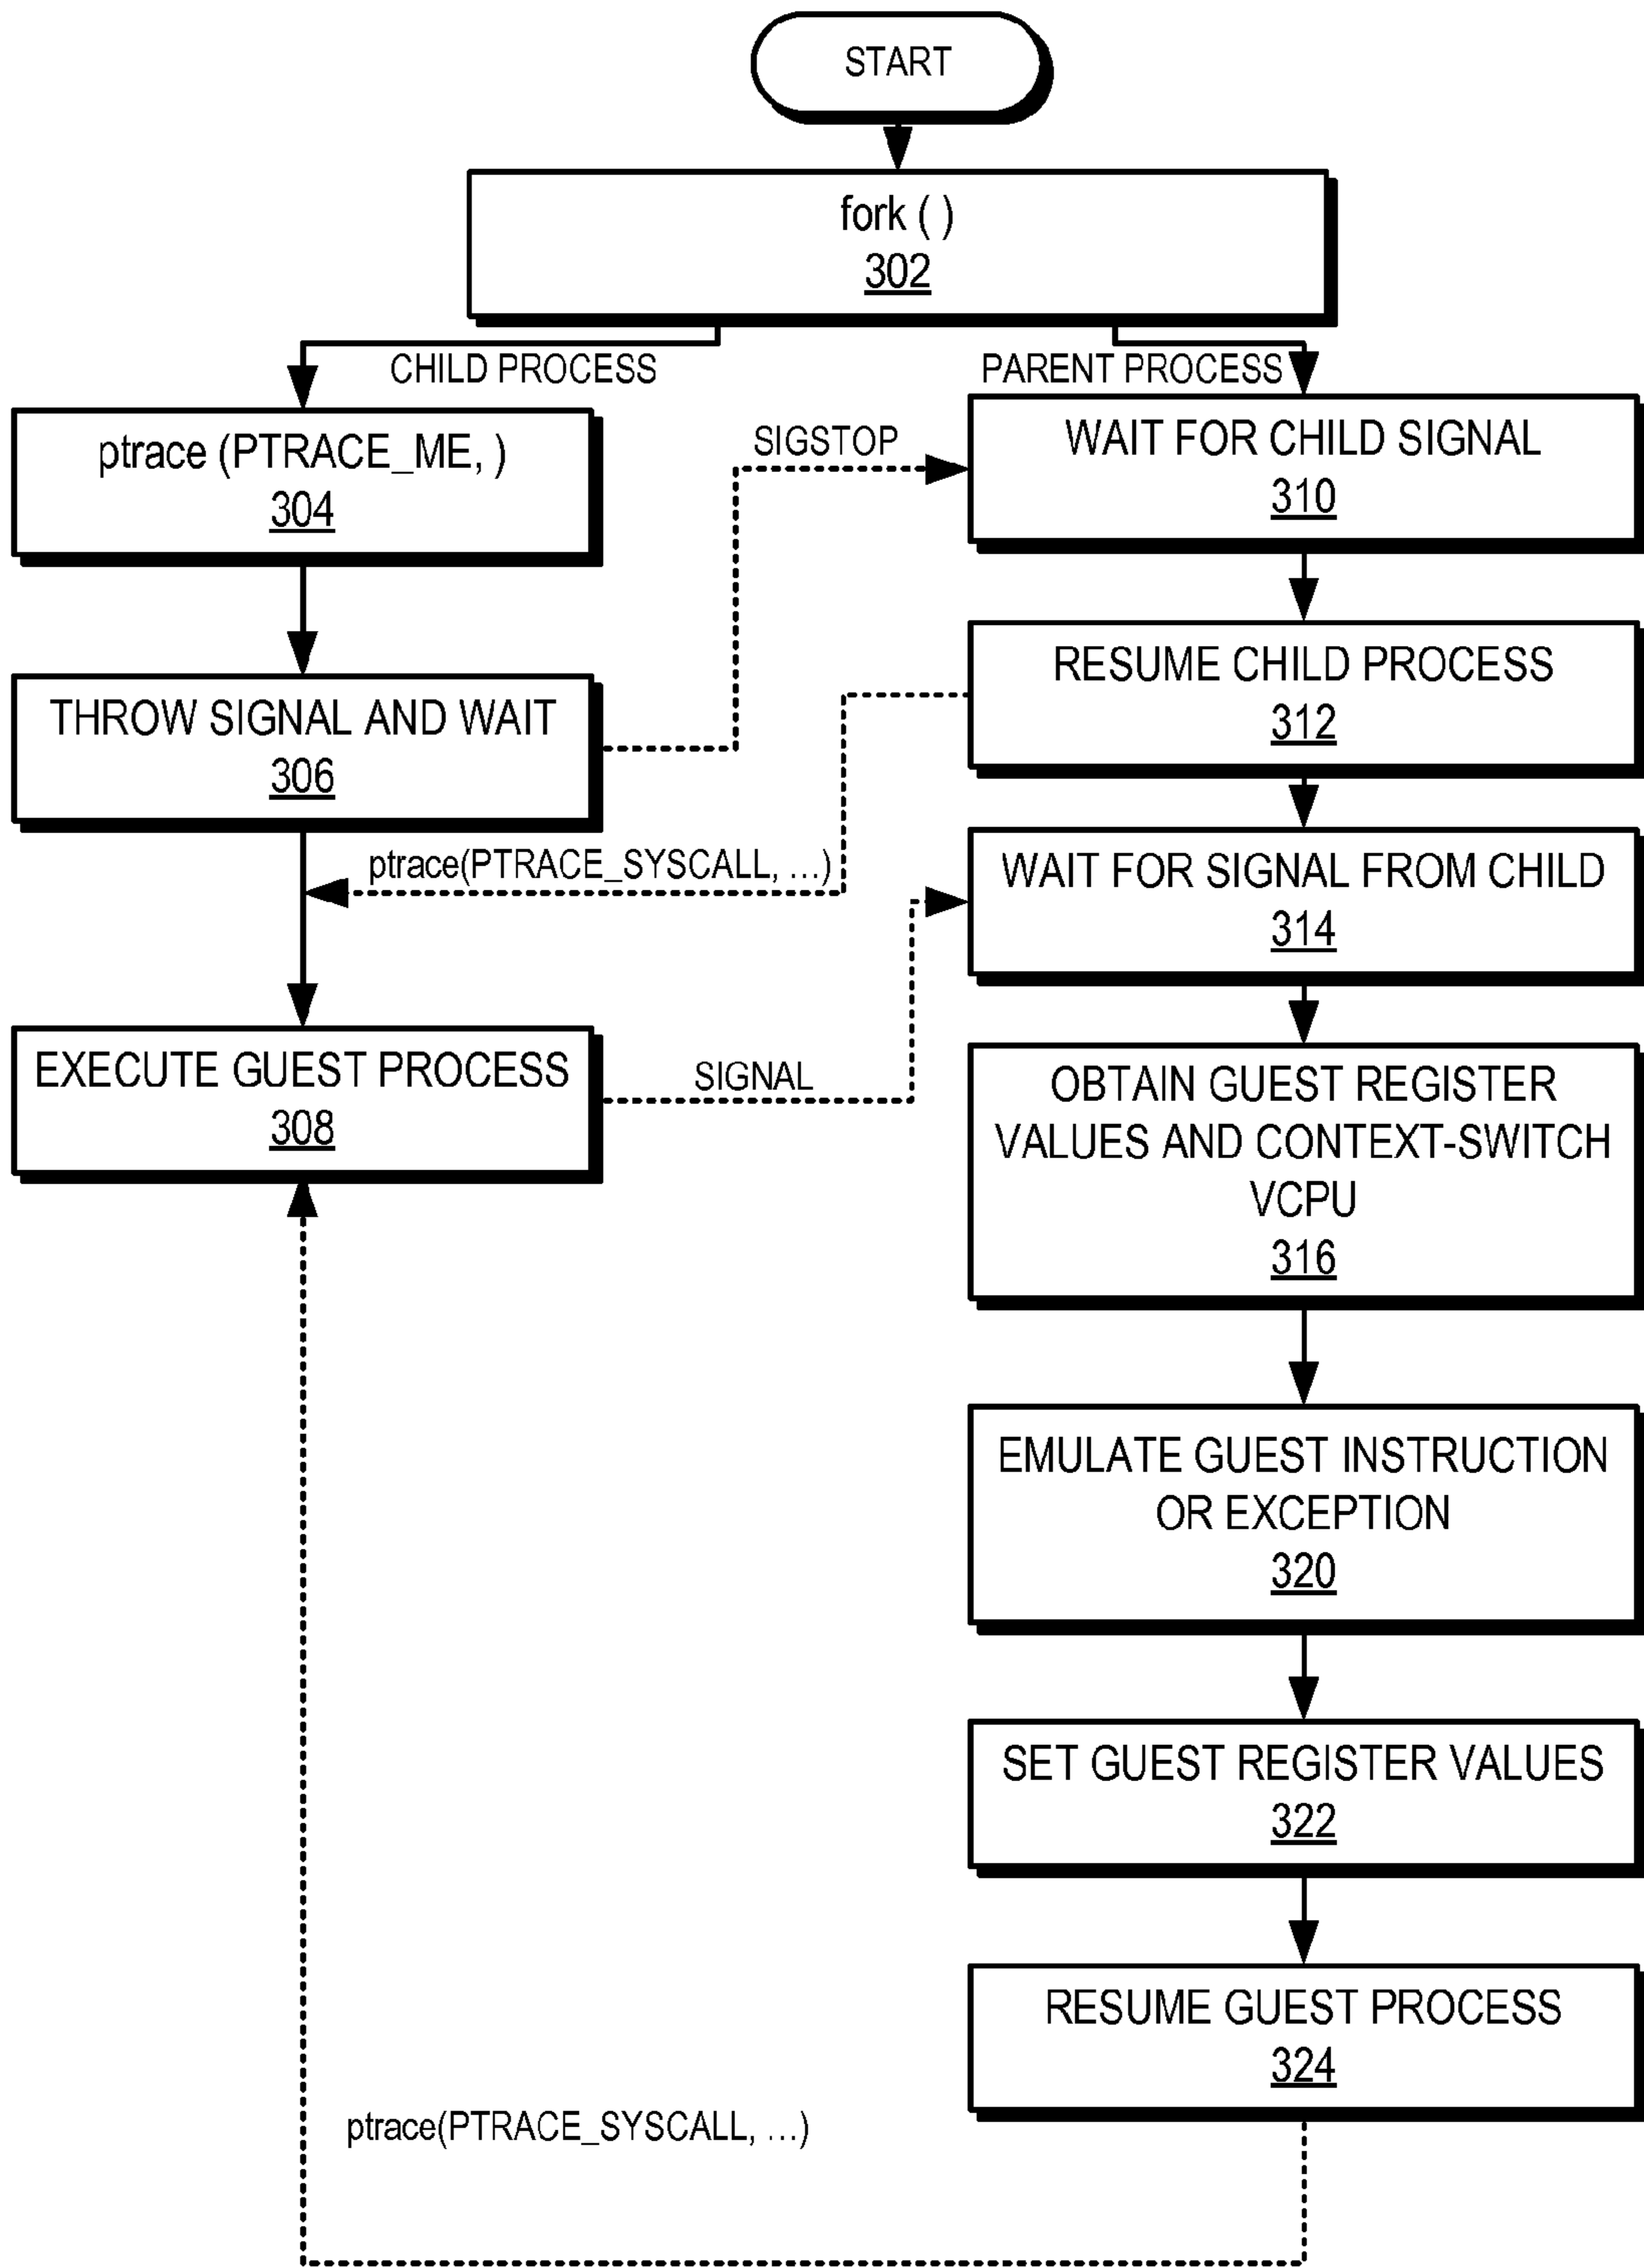 START
fork ( )
302
CHILD PROCESS
PARENT PROCESS
ptrace (PTRACE_ME, )
304
SIGSTOP
WAIT FOR CHILD SIGNAL
310
THROW SIGNAL AND WAIT
306
RESUME CHILD PROCESS
312
ptrace(PTRACE_SYSCALL, ...)
WAIT FOR SIGNAL FROM CHILD
314
EXECUTE GUEST PROCESS
308
SIGNAL
OBTAIN GUEST REGISTER
VALUES AND CONTEXT-SWITCH
VCPU
316
EMULATE GUEST INSTRUCTION
OR EXCEPTION
320
SET GUEST REGISTER VALUES
322
RESUME GUEST PROCESS
324
ptrace(PTRACE_SYSCALL, ...)